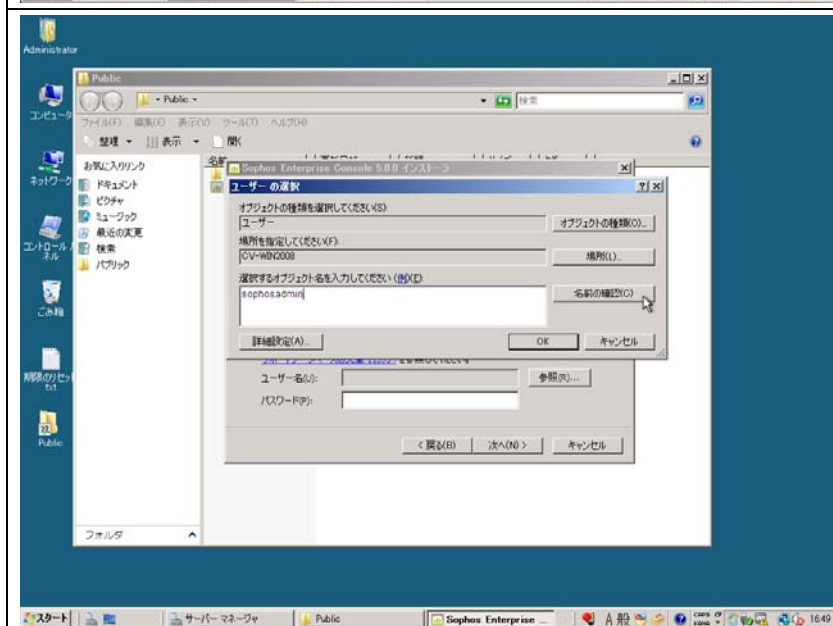 Administrator
Public
Public
検索
コンピュータ
ファイル(F) 編集(E) 表示(V) ツール(T) ヘルプ(H)
整理 開く
お気に入りリンク
名前
ドキュメント
ピクチャ
ミュージック
最近の変更
検索
パブリック
フォルダ
ネットワーク
ごみ箱
Public
Sophos Enterprise Console 5.0.0 インストーラ
ユーザー の選択
オブジェクトの種類を選択してください(S):
ユーザー
オブジェクトの種類(O)...
場所を指定してください(F):
CV-WIN2008
場所(L)...
選択するオブジェクト名を入力してください (例)(E):
sophosadmin
名前の確認(C)
詳細設定(A)...
OK
キャンセル
ユーザー名(U):
参照(R)...
パスワード(P):
< 戻る(B)
次へ(N) >
キャンセル
スタート
サーバー マネージャ
Public
Sophos Enterprise ...
A 般
CAPS
KANA
16:49